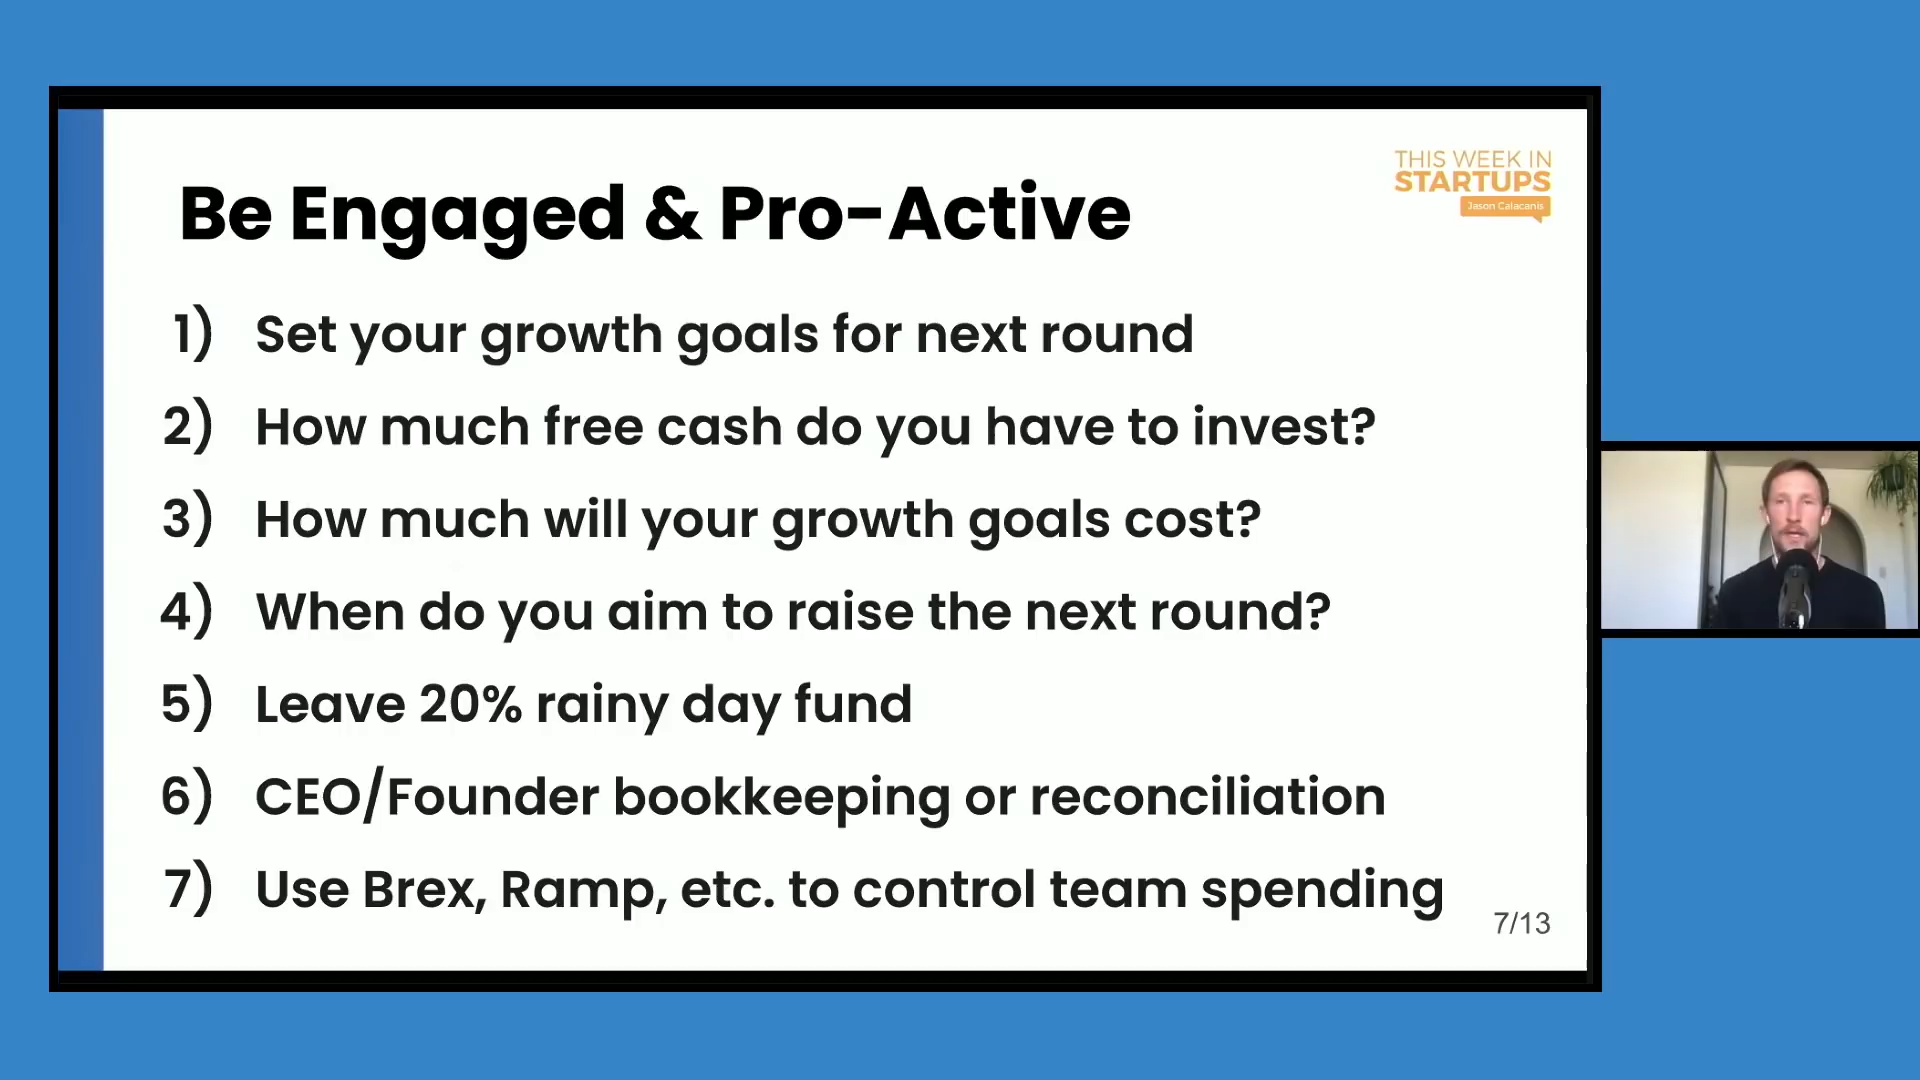 THIS WEEK IN
STARTUPS
Jason Calacanis
Be Engaged & Pro-Active
1) Set your growth goals for next round
2) How much free cash do you have to invest?
3) How much will your growth goals cost?
4) When do you aim to raise the next round?
5) Leave 20% rainy day fund
6) CEO/Founder bookkeeping or reconciliation
7) Use Brex, Ramp, etc. to control team spending
7/13